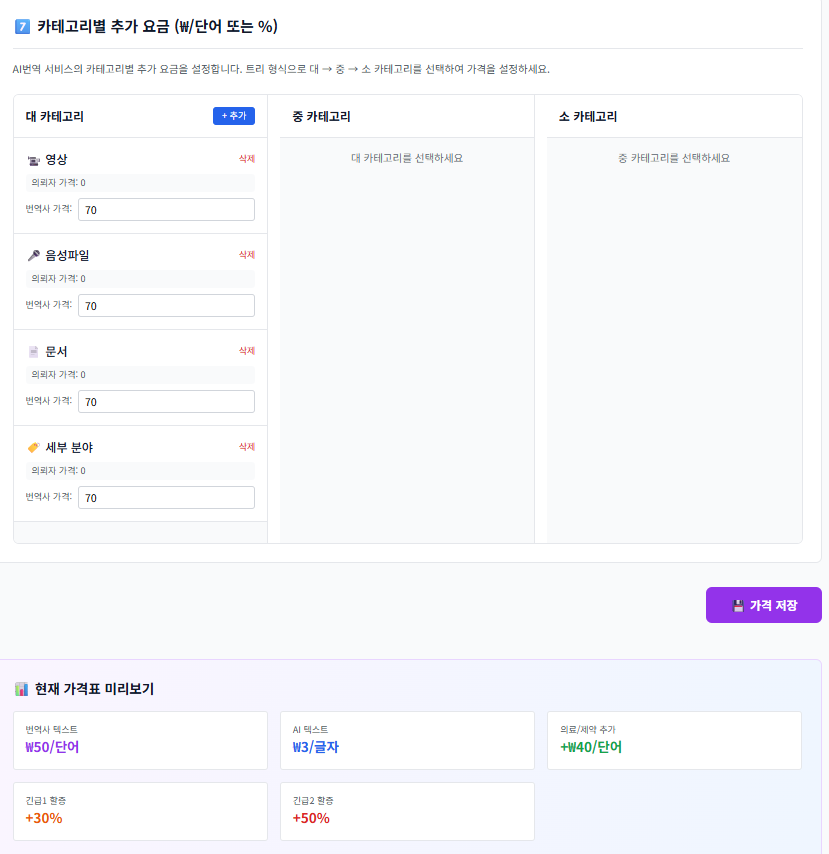 7 카테고리별 추가 요금 (₩/단어 또는 %)
AI번역 서비스의 카테고리별 추가 요금을 설정합니다. 트리 형식으로 대 → 중 → 소 카테고리를 선택하여 가격을 설정하세요.
대 카테고리
+ 추가
중 카테고리
소 카테고리
대 카테고리를 선택하세요
중 카테고리를 선택하세요
영상
삭제
의뢰자 가격: 0
번역사 가격: 70
음성파일
삭제
의뢰자 가격: 0
번역사 가격: 70
문서
삭제
의뢰자 가격: 0
번역사 가격: 70
세부 분야
삭제
의뢰자 가격: 0
번역사 가격: 70
가격 저장
현재 가격표 미리보기
번역사 텍스트
₩50/단어
AI 텍스트
₩3/글자
의료/제약 추가
+₩40/단어
긴급1 할증
+30%
긴급2 할증
+50%